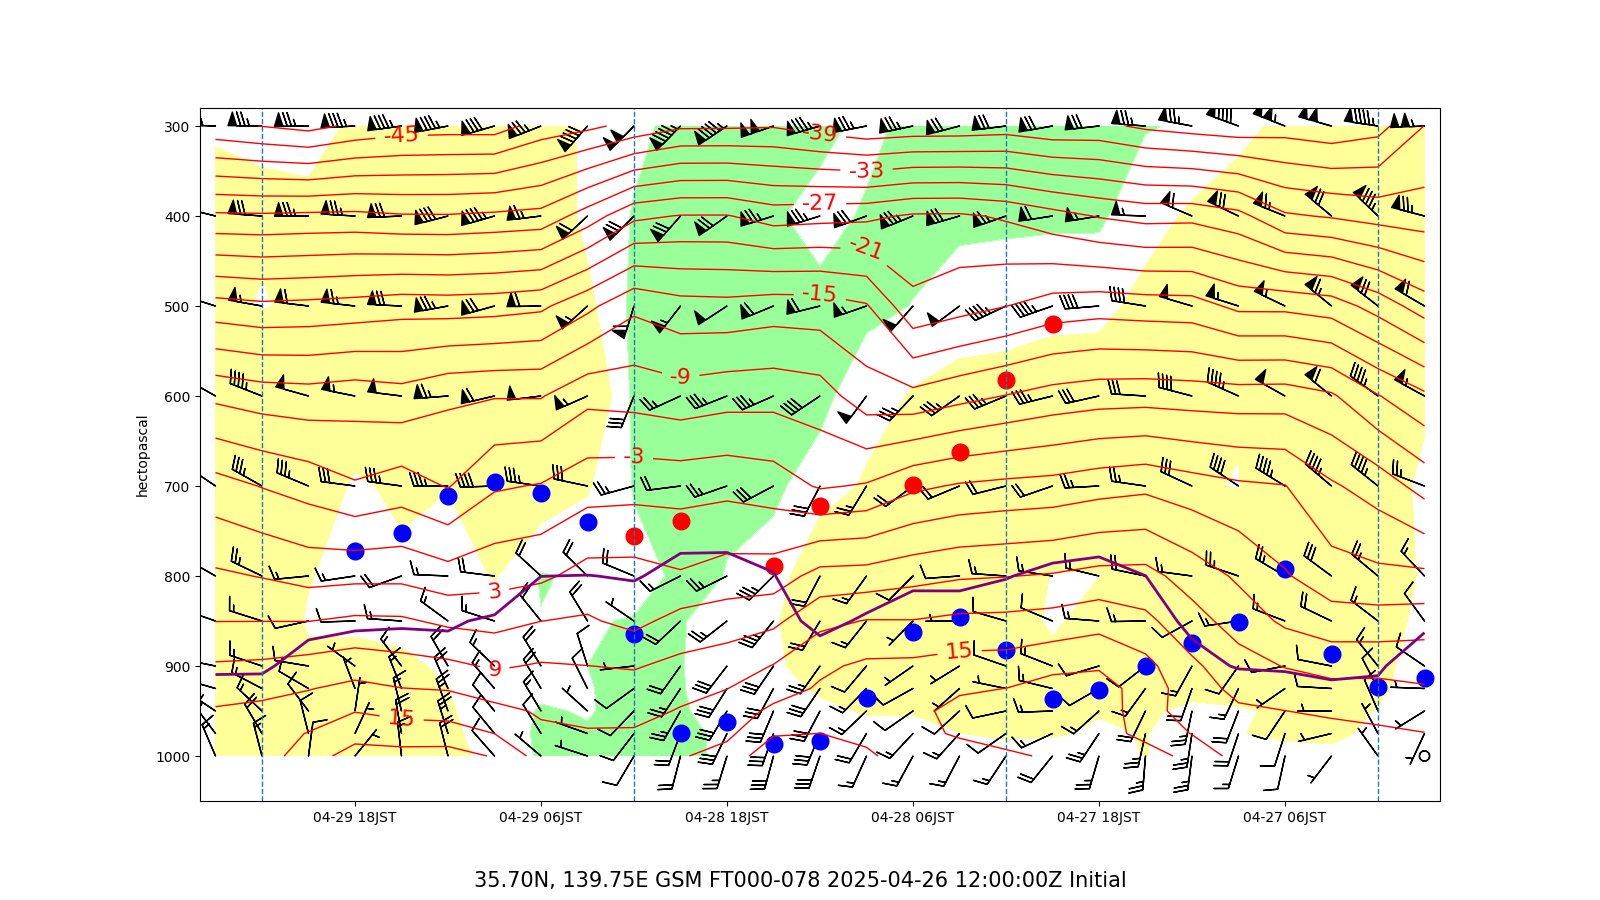 300
400
500
600
700
800
900
1000
hectopascal
-45
-39
-33
-27
-21
-15
-9
-3
3
9
15
15
04-29 18JST
04-29 06JST
04-28 18JST
04-28 06JST
04-27 18JST
04-27 06JST
35.70N, 139.75E GSM FT000-078 2025-04-26 12:00:00Z Initial